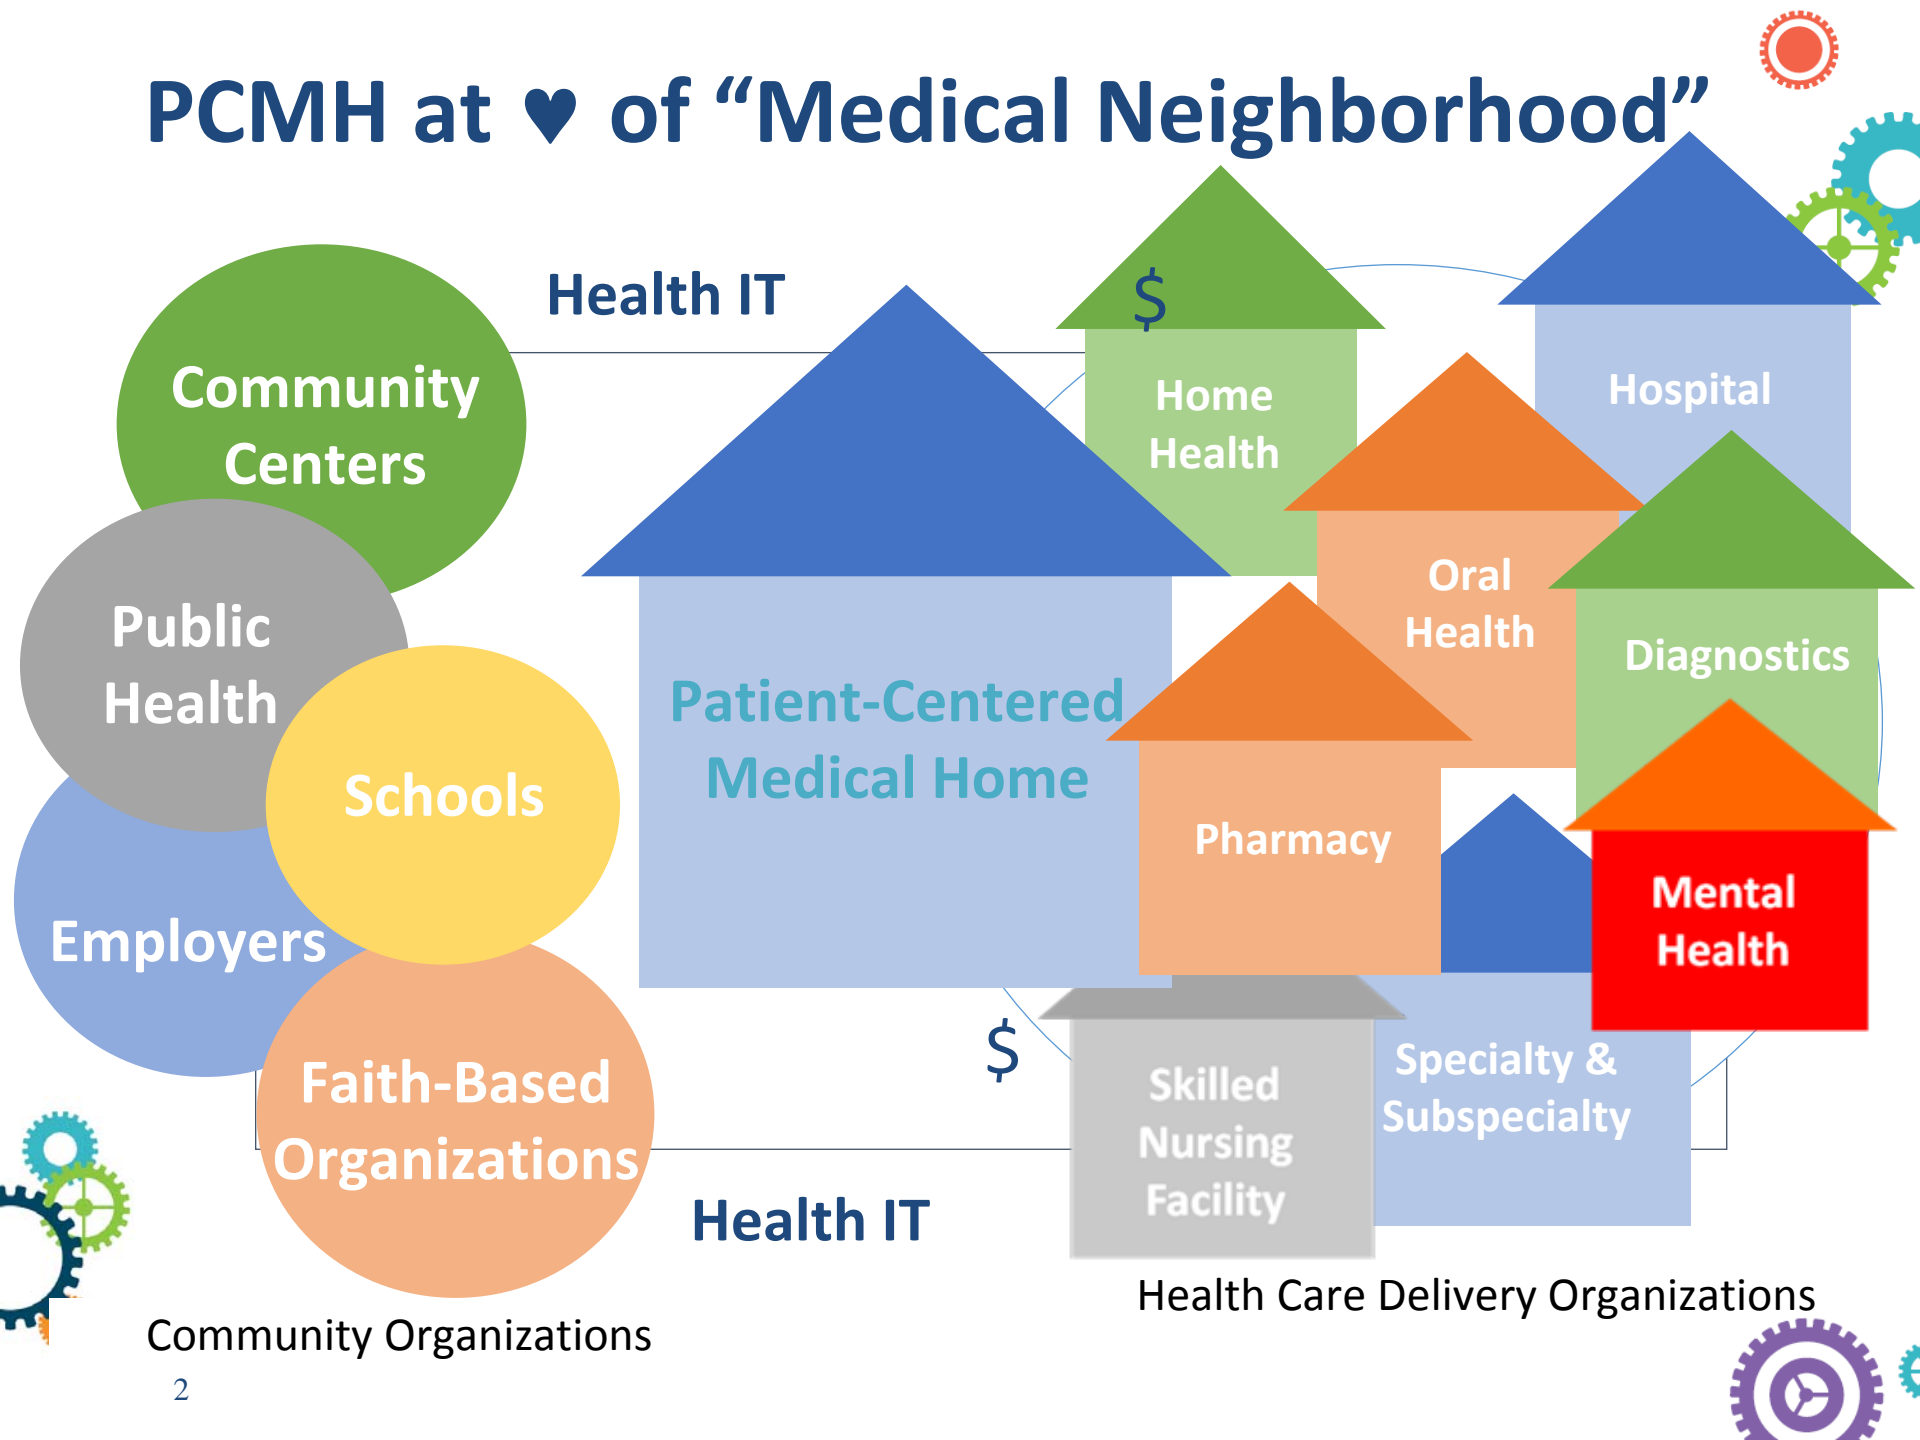 PCMH at ♥ of “Medical Neighborhood”
Health IT
$
Community
Centers
Public
Health
Schools
Employers
Faith-Based
Organizations
Patient-Centered
Medical Home
Home
Health
Hospital
Oral
Health
Diagnostics
Pharmacy
Mental
Health
$
Skilled
Nursing
Facility
Specialty &
Subspecialty
Health IT
Health Care Delivery Organizations
Community Organizations
2